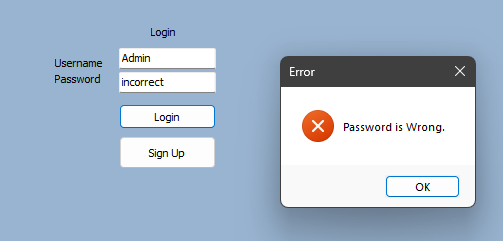 Login
Username
Admin
Password
incorrect
Login
Sign Up
Error
Password is Wrong.
OK